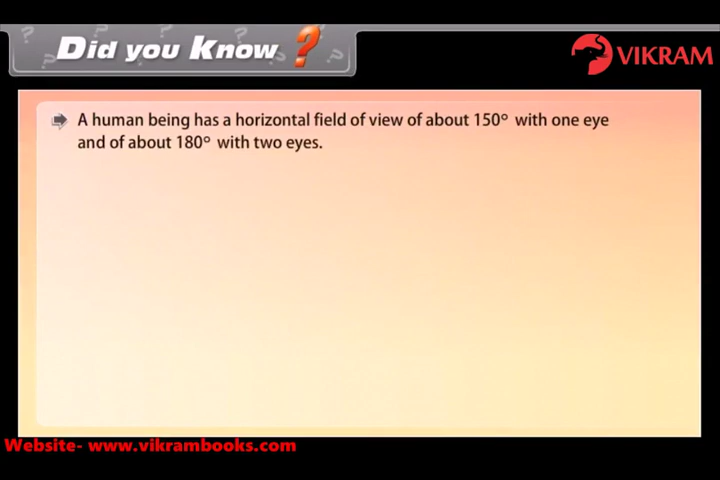 Did you Know ?
VIKRAM
A human being has a horizontal field of view of about 150° with one eye
and of about 180° with two eyes.
Website- www.vikrambooks.com